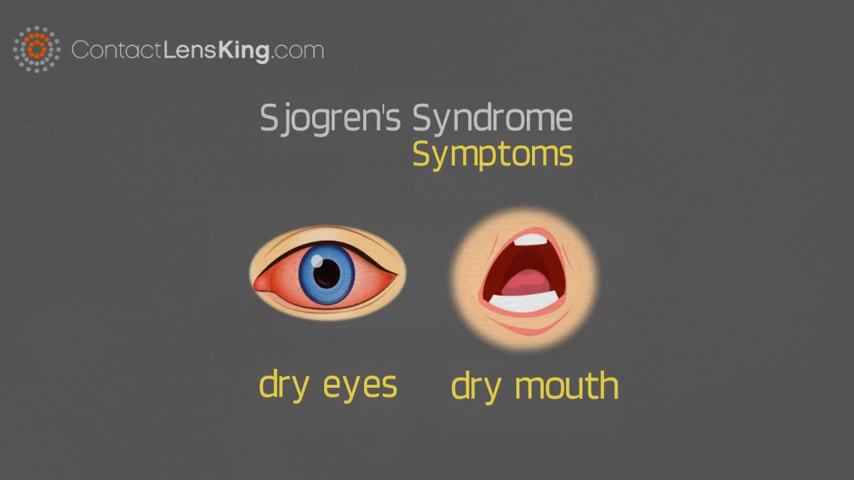 ContactLensKing.com
Sjogren's Syndrome
Symptoms
dry eyes
dry mouth